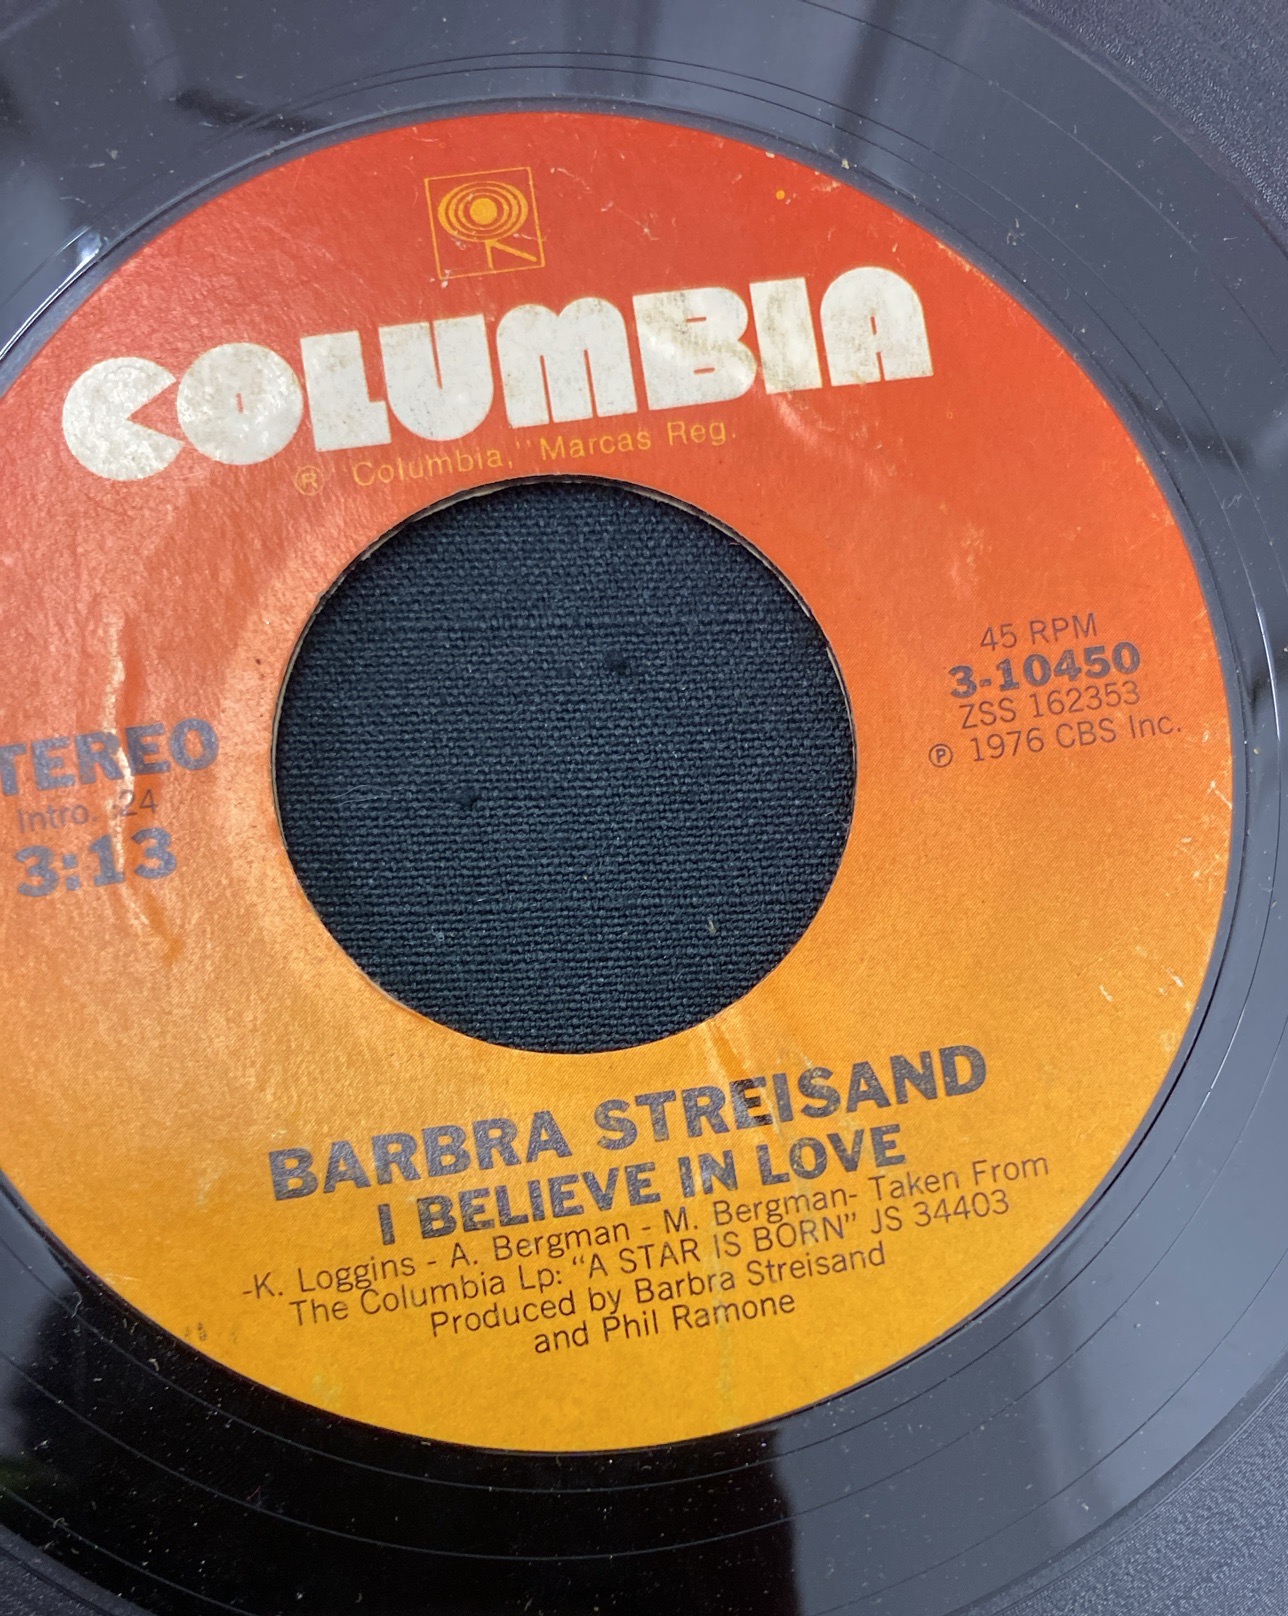 COLUMBIA
® Columbia," Marcas Reg.
45 RPM
3-10450
ZSS 162353
℗ 1976 CBS Inc.
TEREO
Intro. :24
3:13
BARBRA STREISAND
I BELIEVE IN LOVE
-K. Loggins - A. Bergman - M. Bergman- Taken From
The Columbia Lp: "A STAR IS BORN" JS 34403
Produced by Barbra Streisand
and Phil Ramone